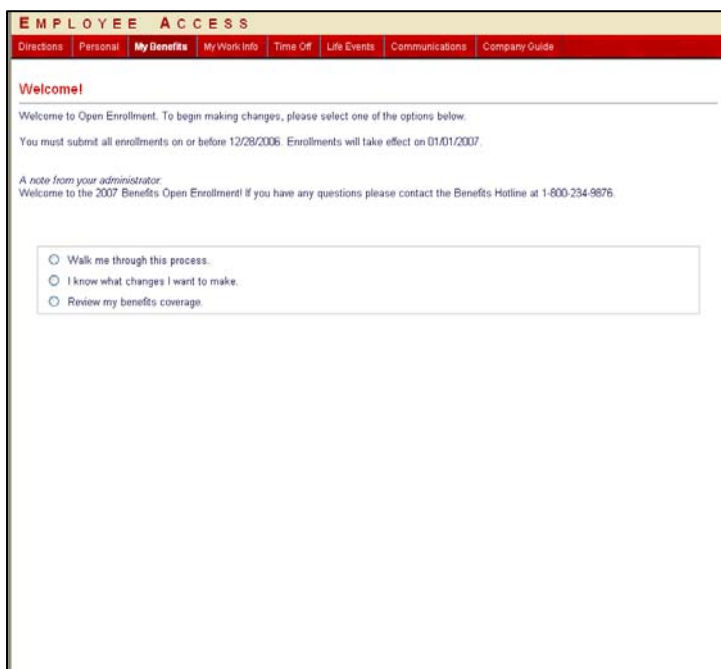 EMPLOYEE ACCESS
Directions Personal My Benefits My Work Info Time Off Life Events Communications Company Guide
Welcome!
Welcome to Open Enrollment. To begin making changes, please select one of the options below.
You must submit all enrollments on or before 12/28/2006. Enrollments will take effect on 01/01/2007.
A note from your administrator:
Welcome to the 2007 Benefits Open Enrollment! If you have any questions please contact the Benefits Hotline at 1-800-234-9876.
Walk me through this process.
I know what changes I want to make.
Review my benefits coverage.